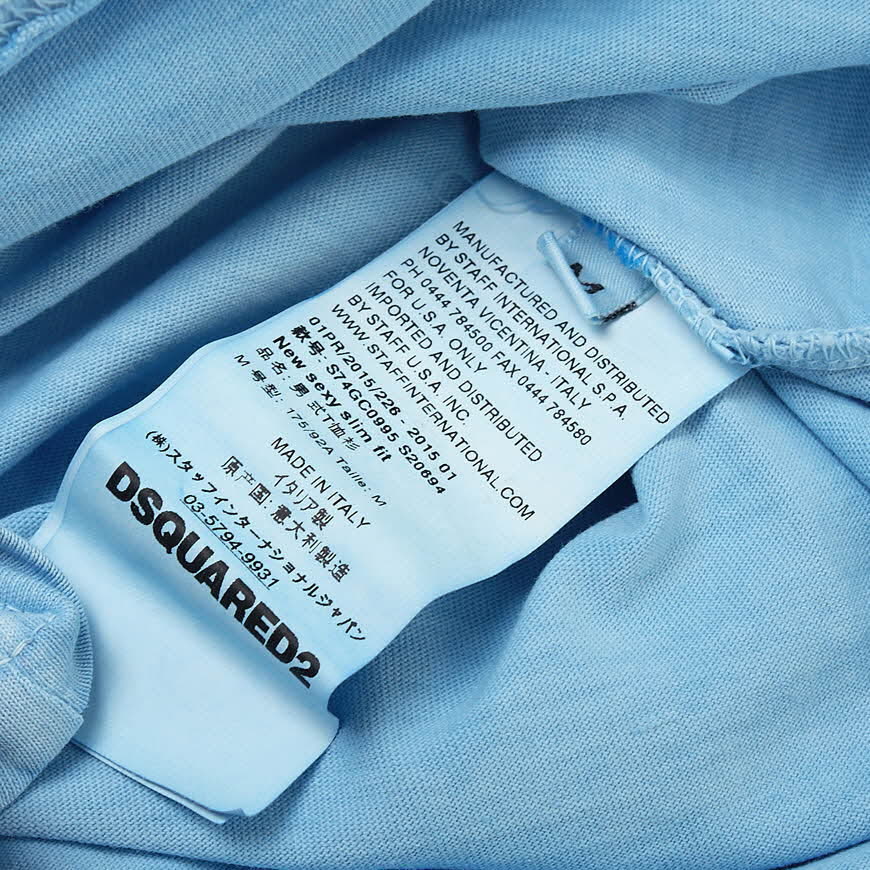 M
MANUFACTURED AND DISTRIBUTED
BY STAFF INTERNATIONAL S.P.A.
NOVENTA VICENTINA - ITALY
PH 0444 784500 FAX 0444 784580
FOR U.S.A. ONLY
IMPORTED AND DISTRIBUTED
BY STAFF U.S.A. INC.
WWW.STAFFINTERNATIONAL.COM
01PR/2015/226 - 2015 01
款号: S74GC0995 S20694
New sexy slim fit
品名: 男 式T恤衫
M 号型: 175/92A Taille: M
MADE IN ITALY
イタリア製
原产国: 意大利製造
(株)スタッフインターナショナルジャパン
03-5794-9931
DSQUARED2